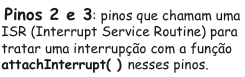 Pinos 2 e 3: pinos que chamam uma
ISR (Interrupt Service Routine) para
tratar uma interrupção com a função
attachInterrupt( ) nesses pinos.